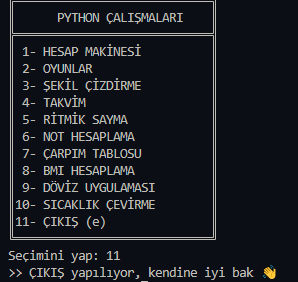 PYTHON ÇALIŞMALARI
1- HESAP MAKİNESİ
2- OYUNLAR
3- ŞEKİL ÇİZDİRME
4- TAKVİM
5- RİTMİK SAYMA
6- NOT HESAPLAMA
7- ÇARPIM TABLOSU
8- BMI HESAPLAMA
9- DÖVİZ UYGULAMASI
10- SICAKLIK ÇEVİRME
11- ÇIKIŞ (e)
Seçimini yap: 11
>> ÇIKIŞ yapılıyor, kendine iyi bak 👋